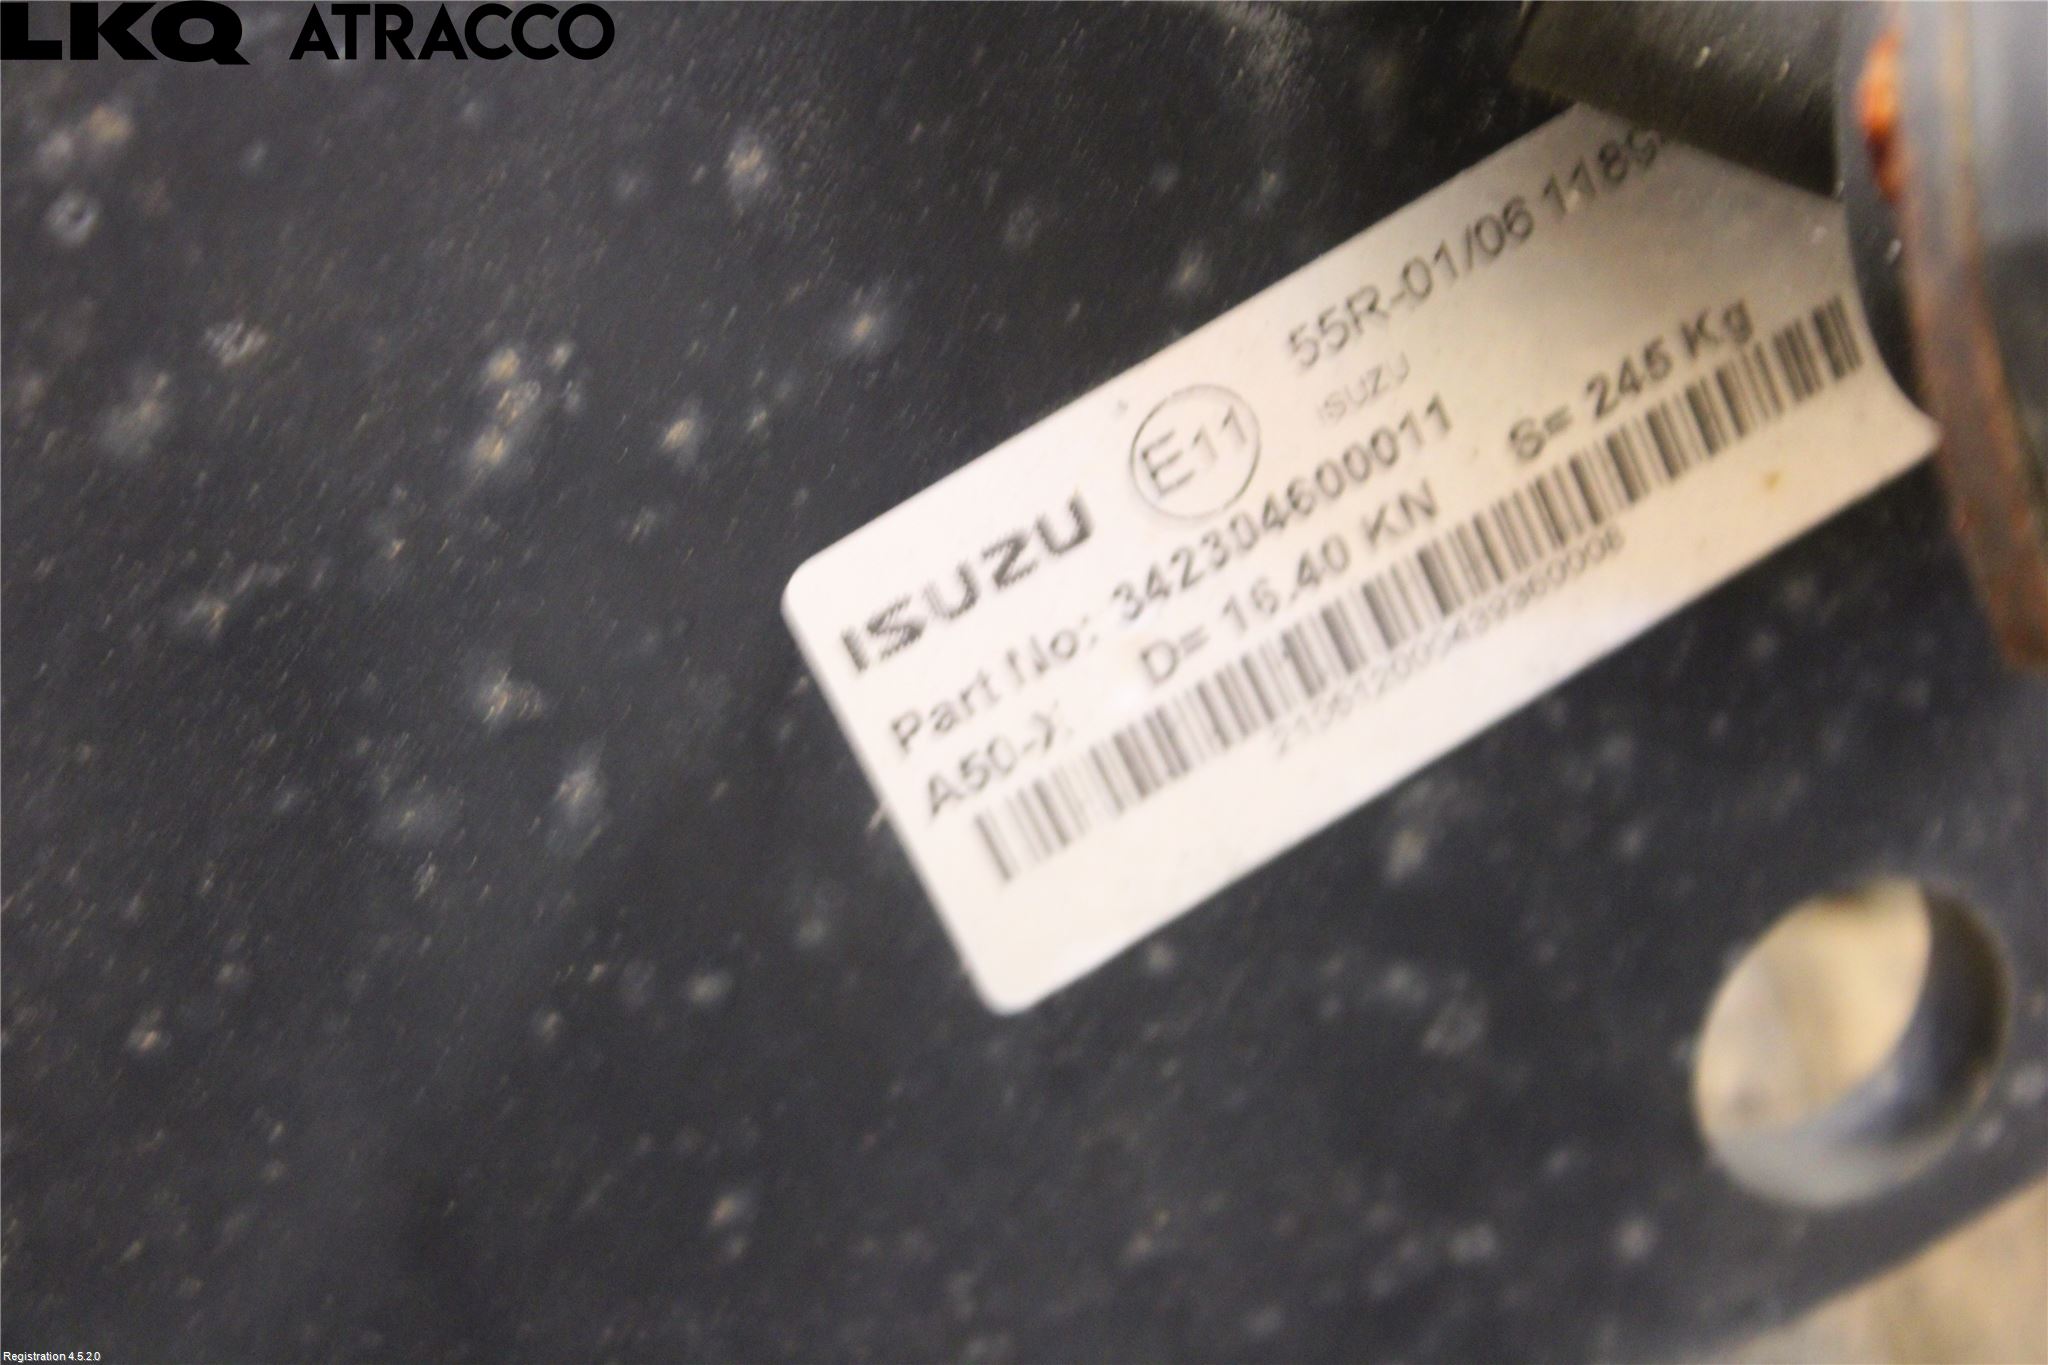 LKQ ATRACCO
55R-01/06 1189
ISUZU E11 ISUZU
Part No: 342304600011
A50-X D= 16.40 KN S= 245 Kg
Registration 4.5.2.0